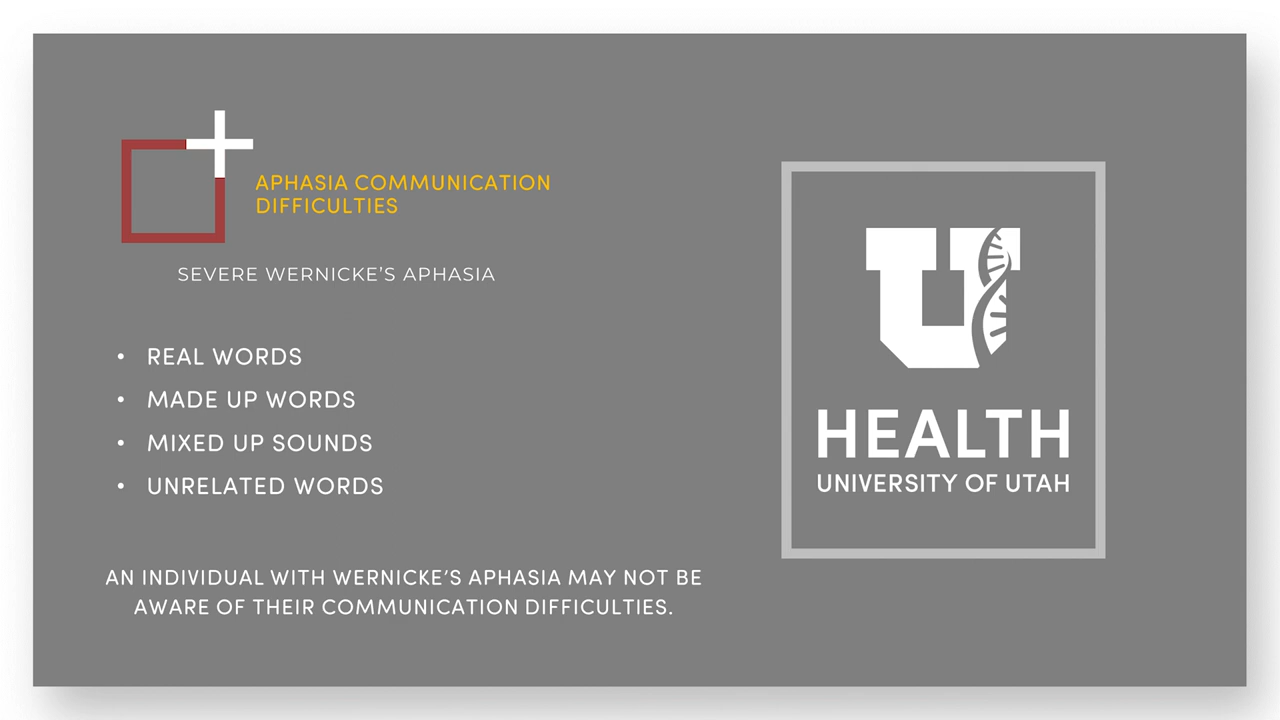 APHASIA COMMUNICATION
DIFFICULTIES
SEVERE WERNICKE'S APHASIA
• REAL WORDS
• MADE UP WORDS
• MIXED UP SOUNDS
• UNRELATED WORDS
AN INDIVIDUAL WITH WERNICKE'S APHASIA MAY NOT BE
AWARE OF THEIR COMMUNICATION DIFFICULTIES.
U
HEALTH
UNIVERSITY OF UTAH